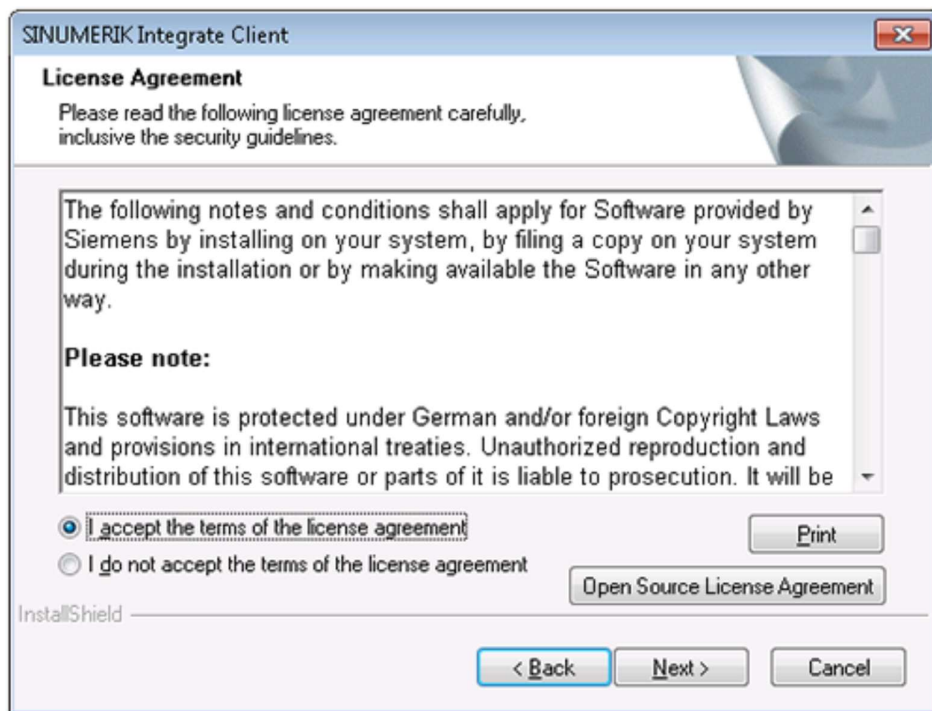 SINUMERIK Integrate Client
License Agreement
Please read the following license agreement carefully,
inclusive the security guidelines.
The following notes and conditions shall apply for Software provided by
Siemens by installing on your system, by filing a copy on your system
during the installation or by making available the Software in any other
way.
Please note:
This software is protected under German and/or foreign Copyright Laws
and provisions in international treaties. Unauthorized reproduction and
distribution of this software or parts of it is liable to prosecution. It will be
I accept the terms of the license agreement
Print
I do not accept the terms of the license agreement
Open Source License Agreement
InstallShield
< Back
Next >
Cancel